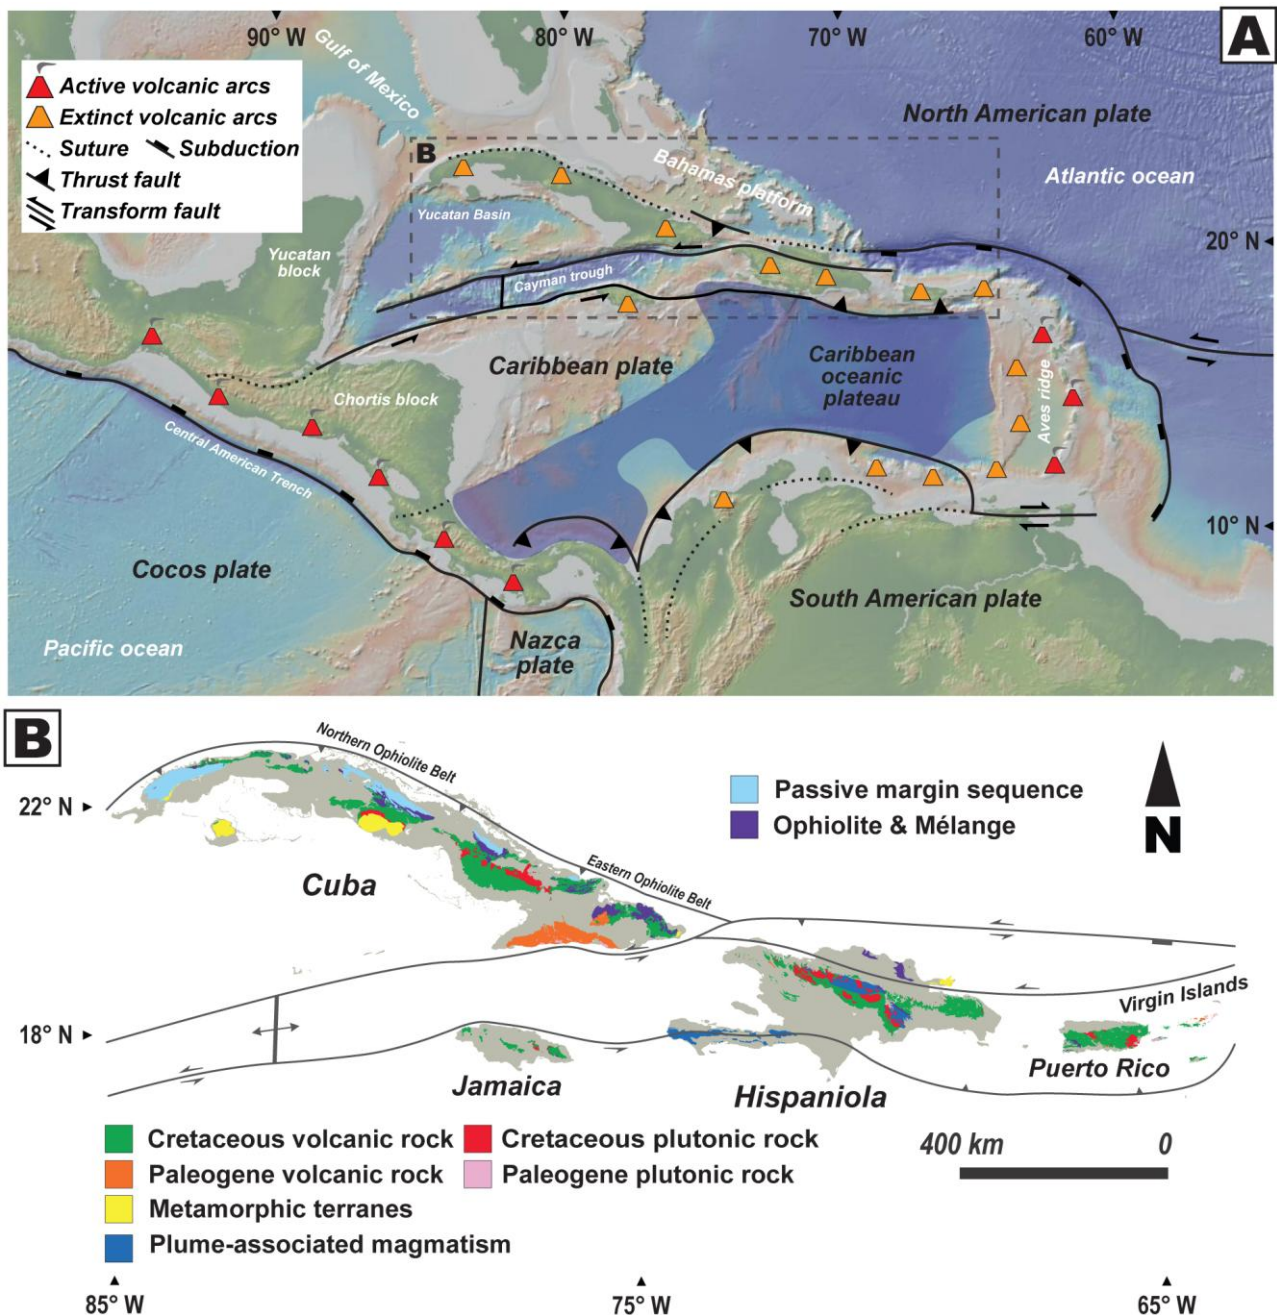 90° W
80° W
70° W
60° W
A
Gulf of Mexico
Active volcanic arcs
Extinct volcanic arcs
Suture
Subduction
Thrust fault
Transform fault
North American plate
B
Bahamas platform
Atlantic ocean
Yucatan Basin
20° N
Yucatan
block
Cayman trough
Caribbean plate
Caribbean
oceanic
plateau
Aves ridge
Chortis block
Central American Trench
10° N
Cocos plate
South American plate
Pacific ocean
Nazca
plate
B
Northern Ophiolite Belt
22° N
Passive margin sequence
Ophiolite & Mélange
N
Cuba
Eastern Ophiolite Belt
18° N
Virgin Islands
Jamaica
Hispaniola
Puerto Rico
Cretaceous volcanic rock
Cretaceous plutonic rock
400 km
0
Paleogene volcanic rock
Paleogene plutonic rock
Metamorphic terranes
Plume-associated magmatism
85° W
75° W
65° W